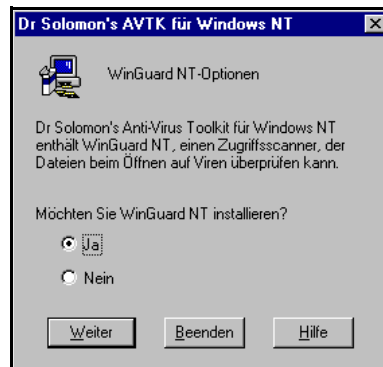 Dr Solomon's AVTK für Windows NT
WinGuard NT-Optionen
Dr Solomon's Anti-Virus Toolkit für Windows NT
enthält WinGuard NT, einen Zugriffsscanner, der
Dateien beim Öffnen auf Viren überprüfen kann.
Möchten Sie WinGuard NT installieren?
Ja
Nein
Weiter Beenden Hilfe